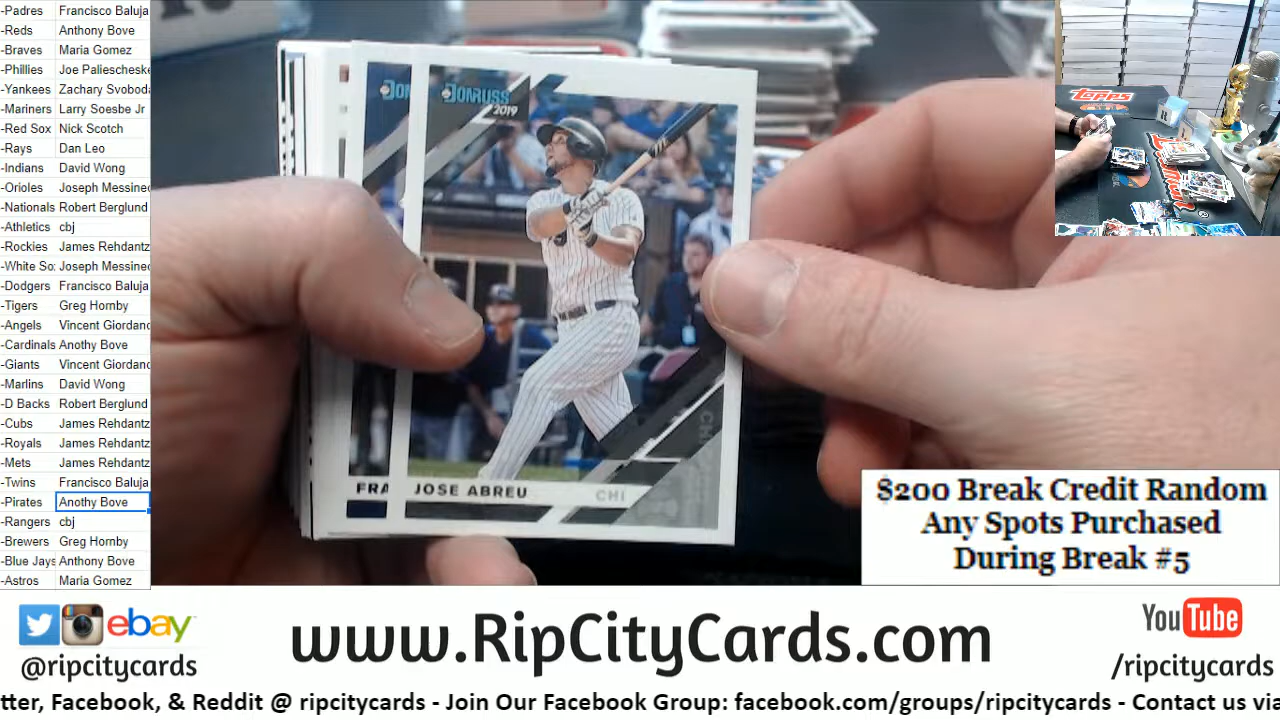 -Padres Francisco Baluja
-Reds Anthony Bove
-Braves Maria Gomez
-Phillies Joe Paliescheske
-Yankees Zachary Svoboda
-Mariners Larry Soesbe Jr
-Red Sox Nick Scotch
-Rays Dan Leo
-Indians David Wong
-Orioles Joseph Messineo
-Nationals Robert Berglund
-Athletics cbj
-Rockies James Rehdantz
-White So: Joseph Messineo
-Dodgers Francisco Baluja
-Tigers Greg Hornby
-Angels Vincent Giordano
-Cardinals Anothy Bove
-Giants Vincent Giordano
-Marlins David Wong
-D Backs Robert Berglund
-Cubs James Rehdantz
-Royals James Rehdantz
-Mets James Rehdantz
-Twins Francisco Baluja
-Pirates Anothy Bove
-Rangers cbj
-Brewers Greg Hornby
-Blue Jays Anthony Bove
-Astros Maria Gomez
DON
DONRUSS
2019
FRA
JOSE ABREU CHI
CHI
Topps
$200 Break Credit Random
Any Spots Purchased
During Break #5
ebay
@ripcitycards
www.RipCityCards.com
YouTube
/ripcitycards
tter, Facebook, & Reddit @ ripcitycards - Join Our Facebook Group: facebook.com/groups/ripcitycards - Contact us via